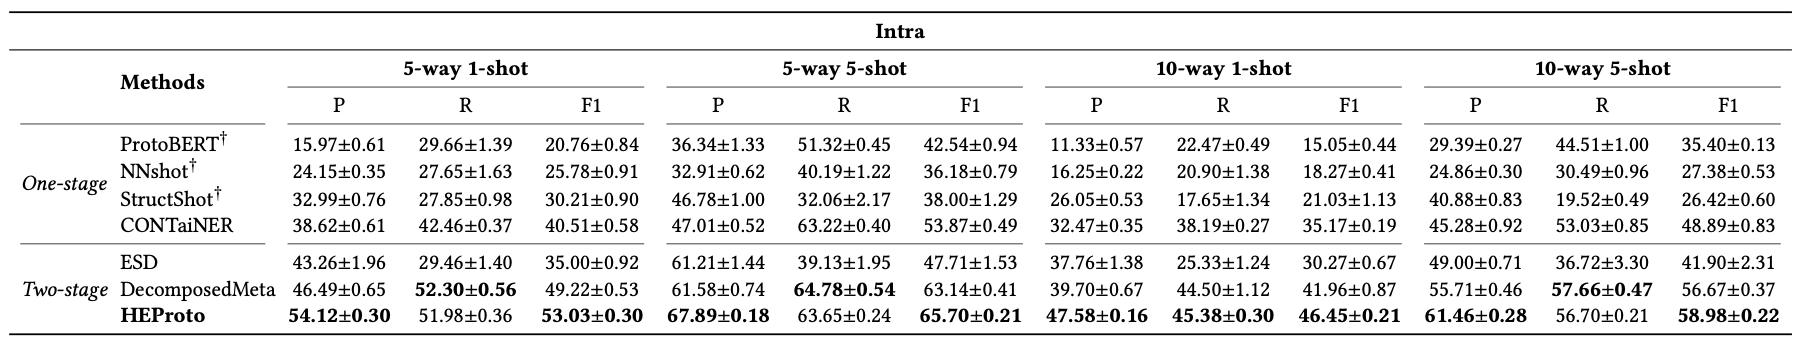 Intra
Methods 5-way 1-shot 5-way 5-shot 10-way 1-shot 10-way 5-shot
P R F1 P R F1 P R F1 P R F1
ProtoBERT† 15.97±0.61 29.66±1.39 20.76±0.84 36.34±1.33 51.32±0.45 42.54±0.94 11.33±0.57 22.47±0.49 15.05±0.44 29.39±0.27 44.51±1.00 35.40±0.13
One-stage NNshot† 24.15±0.35 27.65±1.63 25.78±0.91 32.91±0.62 40.19±1.22 36.18±0.79 16.25±0.22 20.90±1.38 18.27±0.41 24.86±0.30 30.49±0.96 27.38±0.53
StructShot† 32.99±0.76 27.85±0.98 30.21±0.90 46.78±1.00 32.06±2.17 38.00±1.29 26.05±0.53 17.65±1.34 21.03±1.13 40.88±0.83 19.52±0.49 26.42±0.60
CONTaiNER 38.62±0.61 42.46±0.37 40.51±0.58 47.01±0.52 63.22±0.40 53.87±0.49 32.47±0.35 38.19±0.27 35.17±0.19 45.28±0.92 53.03±0.85 48.89±0.83
ESD 43.26±1.96 29.46±1.40 35.00±0.92 61.21±1.44 39.13±1.95 47.71±1.53 37.76±1.38 25.33±1.24 30.27±0.67 49.00±0.71 36.72±3.30 41.90±2.31
Two-stage DecomposedMeta 46.49±0.65 52.30±0.56 49.22±0.53 61.58±0.74 64.78±0.54 63.14±0.41 39.70±0.67 44.50±1.12 41.96±0.87 55.71±0.46 57.66±0.47 56.67±0.37
HEProto 54.12±0.30 51.98±0.36 53.03±0.30 67.89±0.18 63.65±0.24 65.70±0.21 47.58±0.16 45.38±0.30 46.45±0.21 61.46±0.28 56.70±0.21 58.98±0.22